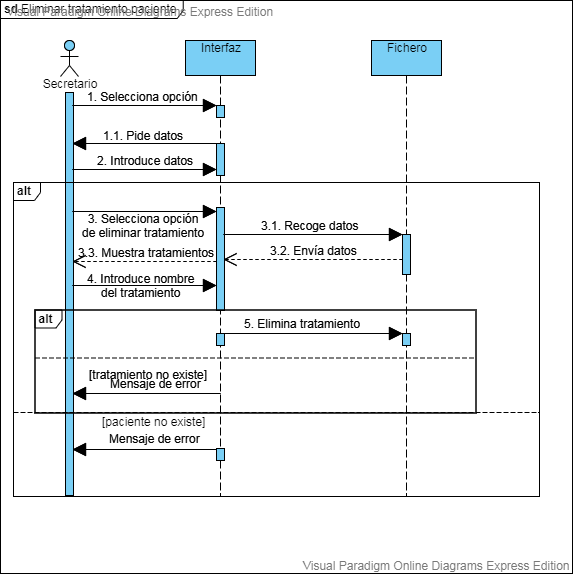 sd Eliminar tratamiento paciente
Visual Paradigm Online Diagrams Express Edition
Interfaz
Fichero
Secretario
1. Selecciona opción
1.1. Pide datos
2. Introduce datos
alt
3. Selecciona opción
de eliminar tratamiento
3.1. Recoge datos
3.2. Envía datos
3.3. Muestra tratamientos
4. Introduce nombre
del tratamiento
alt
5. Elimina tratamiento
[tratamiento no existe]
Mensaje de error
[paciente no existe]
Mensaje de error
Visual Paradigm Online Diagrams Express Edition